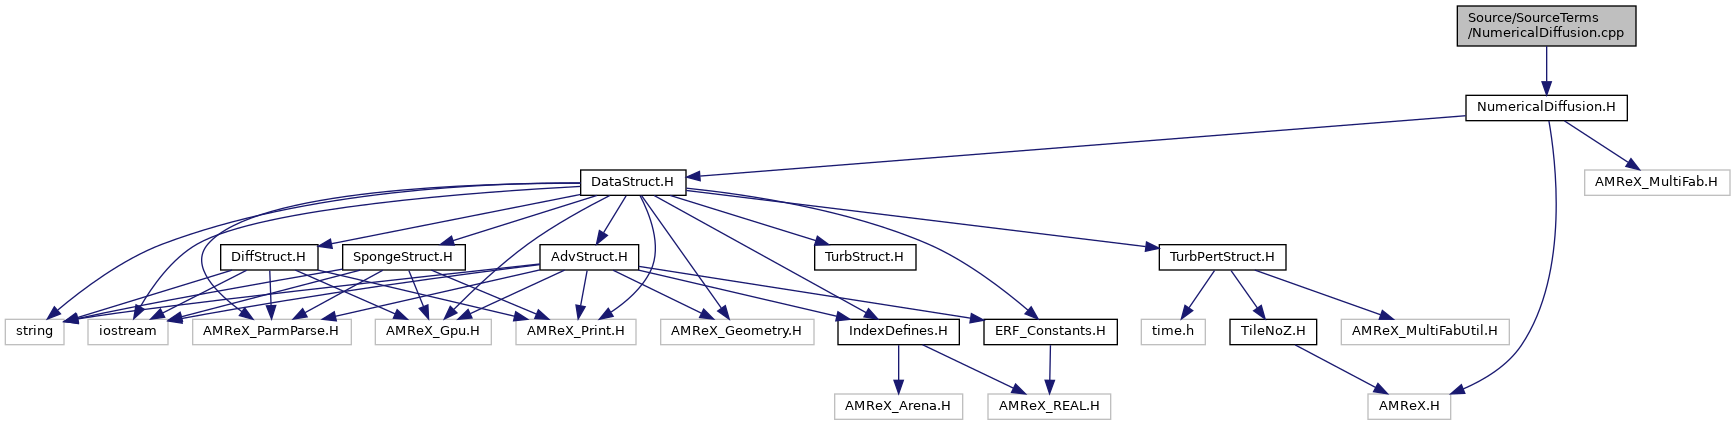 Source/SourceTerms
/NumericalDiffusion.cpp
NumericalDiffusion.H
DataStruct.H
AMReX_MultiFab.H
DiffStruct.H
SpongeStruct.H
AdvStruct.H
TurbStruct.H
TurbPertStruct.H
string
iostream
AMReX_ParmParse.H
AMReX_Gpu.H
AMReX_Print.H
AMReX_Geometry.H
IndexDefines.H
ERF_Constants.H
time.h
TileNoZ.H
AMReX_MultiFabUtil.H
AMReX_Arena.H
AMReX_REAL.H
AMReX.H